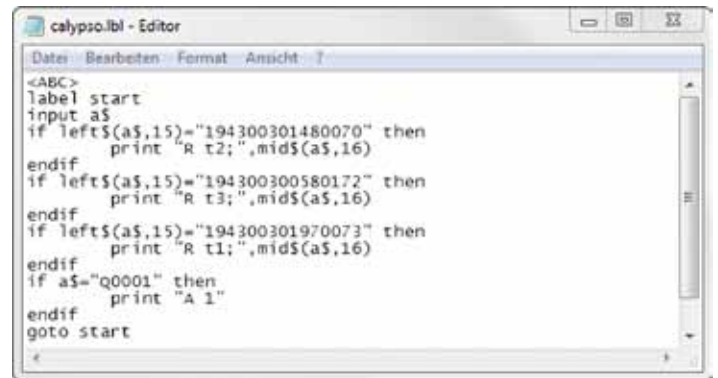 calypso.lbl - Editor
Datei Bearbeiten Format Ansicht ?
<ABC>
label start
input a$
if left$(a$,15)="194300301480070" then
print "R t2;",mid$(a$,16)
endif
if left$(a$,15)="194300300580172" then
print "R t3;",mid$(a$,16)
endif
if left$(a$,15)="194300301970073" then
print "R t1;",mid$(a$,16)
endif
if a$="Q0001" then
print "A 1"
endif
goto start